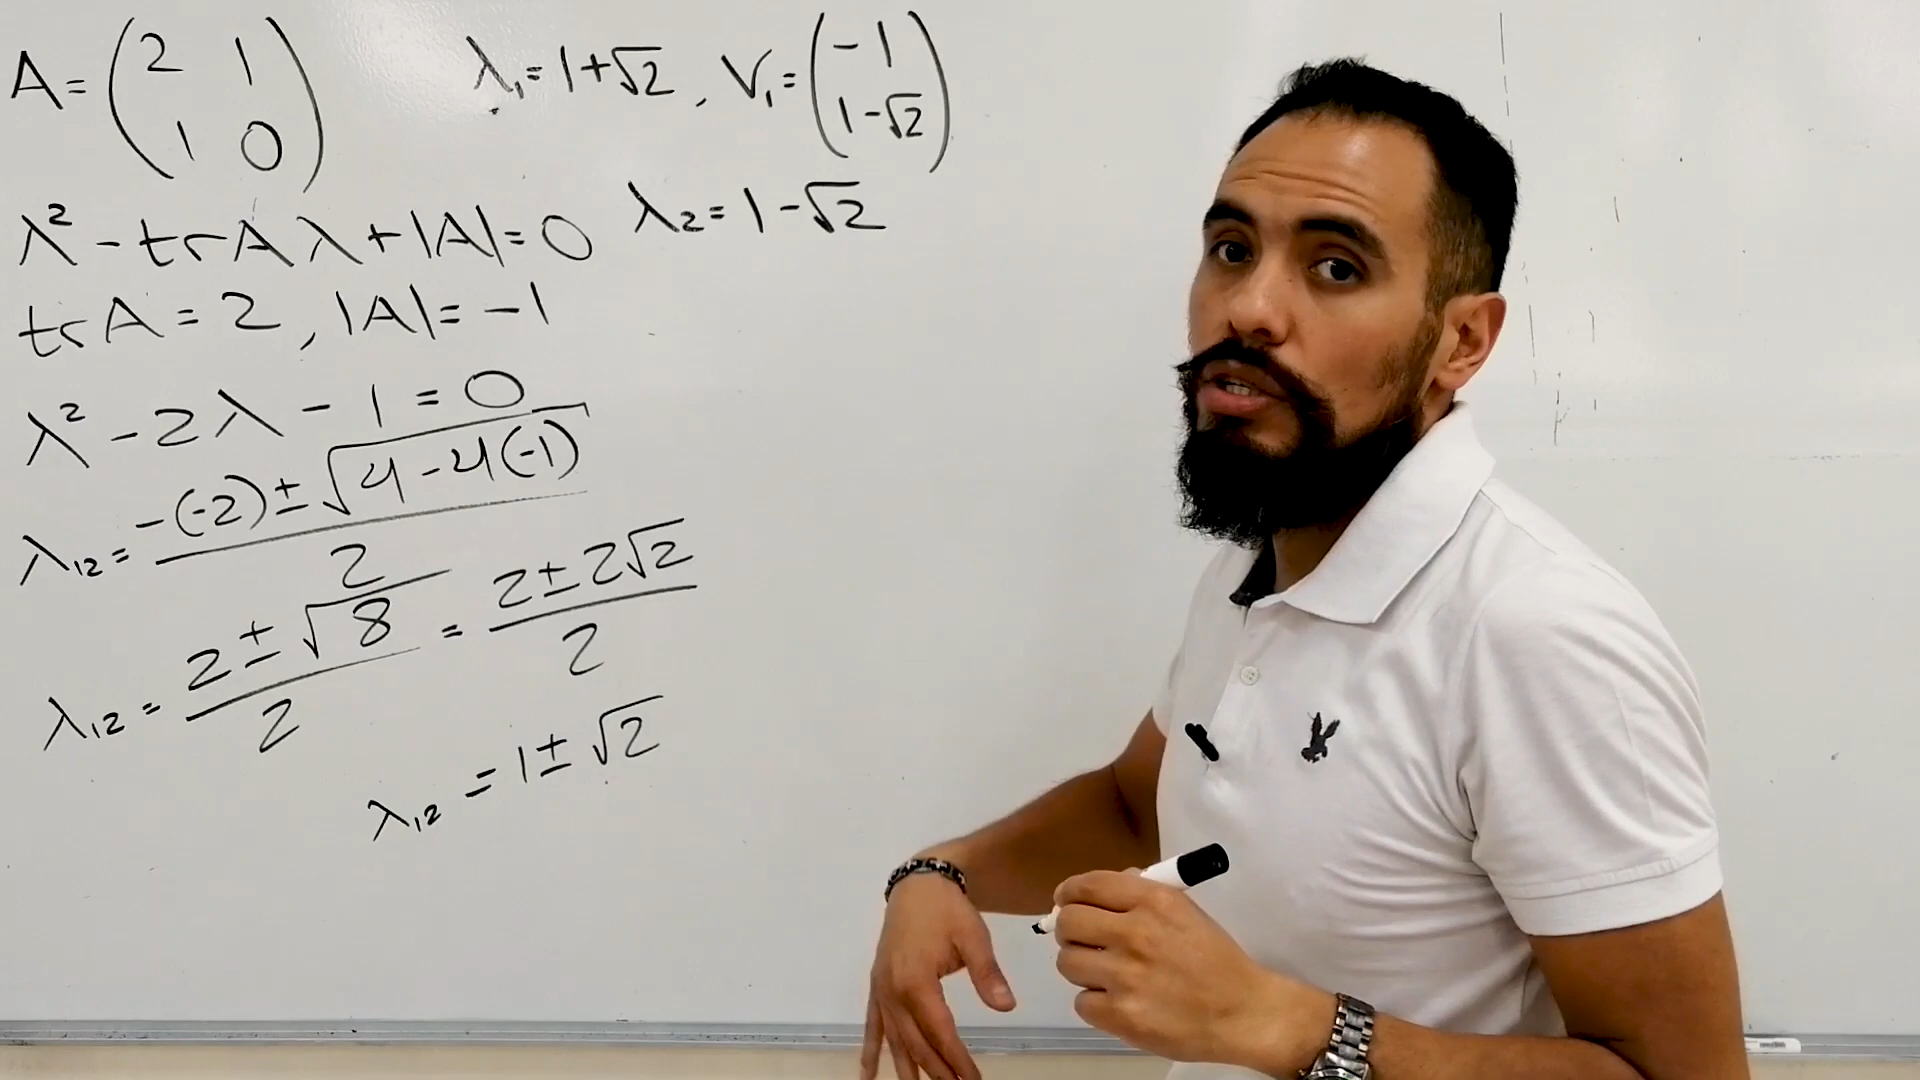 A = (2 1
1 0)
λ² - trAλ + |A| = 0
trA = 2, |A| = -1
λ² - 2λ - 1 = 0
λ₁₂ = (-(-2) ± √(4 - 4(-1)))/2
λ₁₂ = (2 ± √8)/2 = (2 ± 2√2)/2
λ₁₂ = 1 ± √2
λ₁ = 1 + √2, V₁ = (-1
1 - √2)
λ₂ = 1 - √2